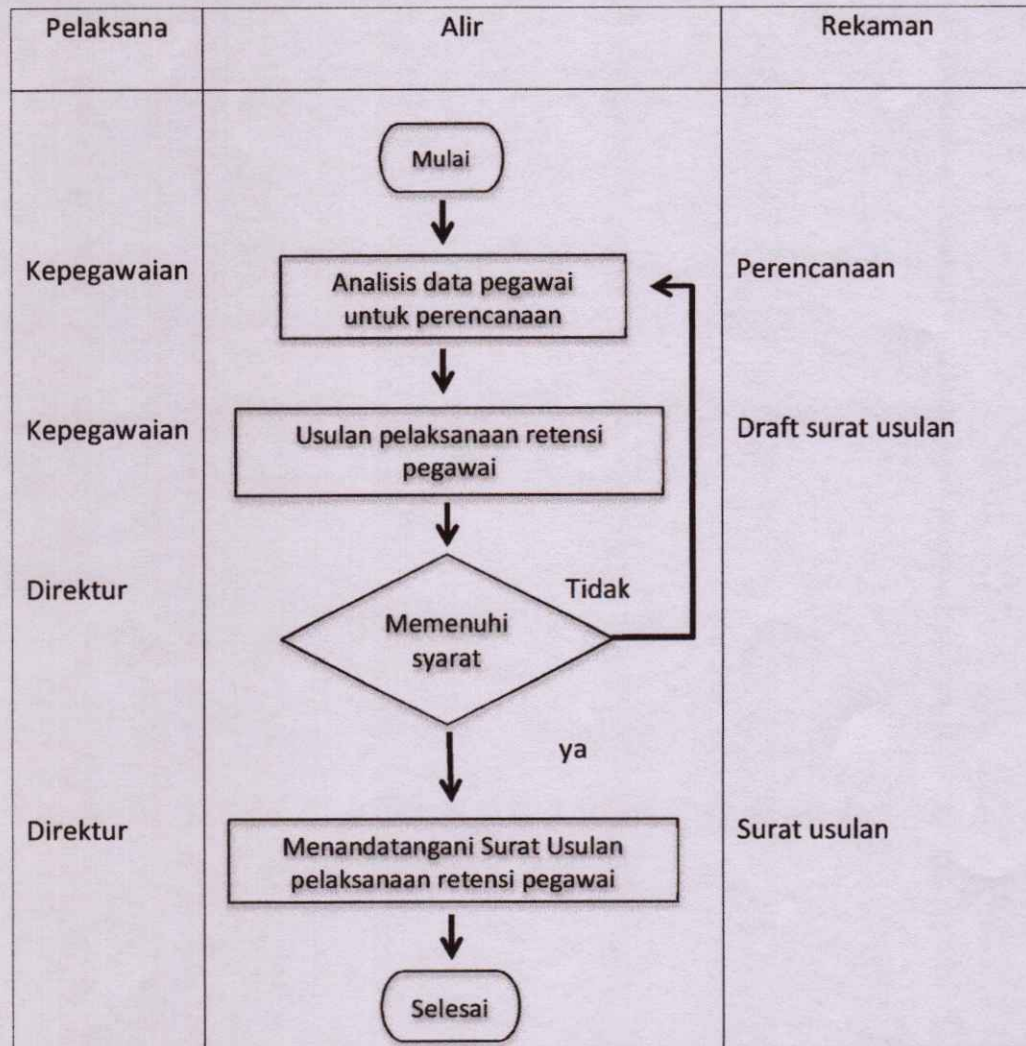 Pelaksana Alir Rekaman
Mulai
Kepegawaian Analisis data pegawai Perencanaan
untuk perencanaan
Kepegawaian Usulan pelaksanaan retensi Draft surat usulan
pegawai
Direktur Tidak
Memenuhi
syarat
ya
Direktur Menandatangani Surat Usulan Surat usulan
pelaksanaan retensi pegawai
Selesai